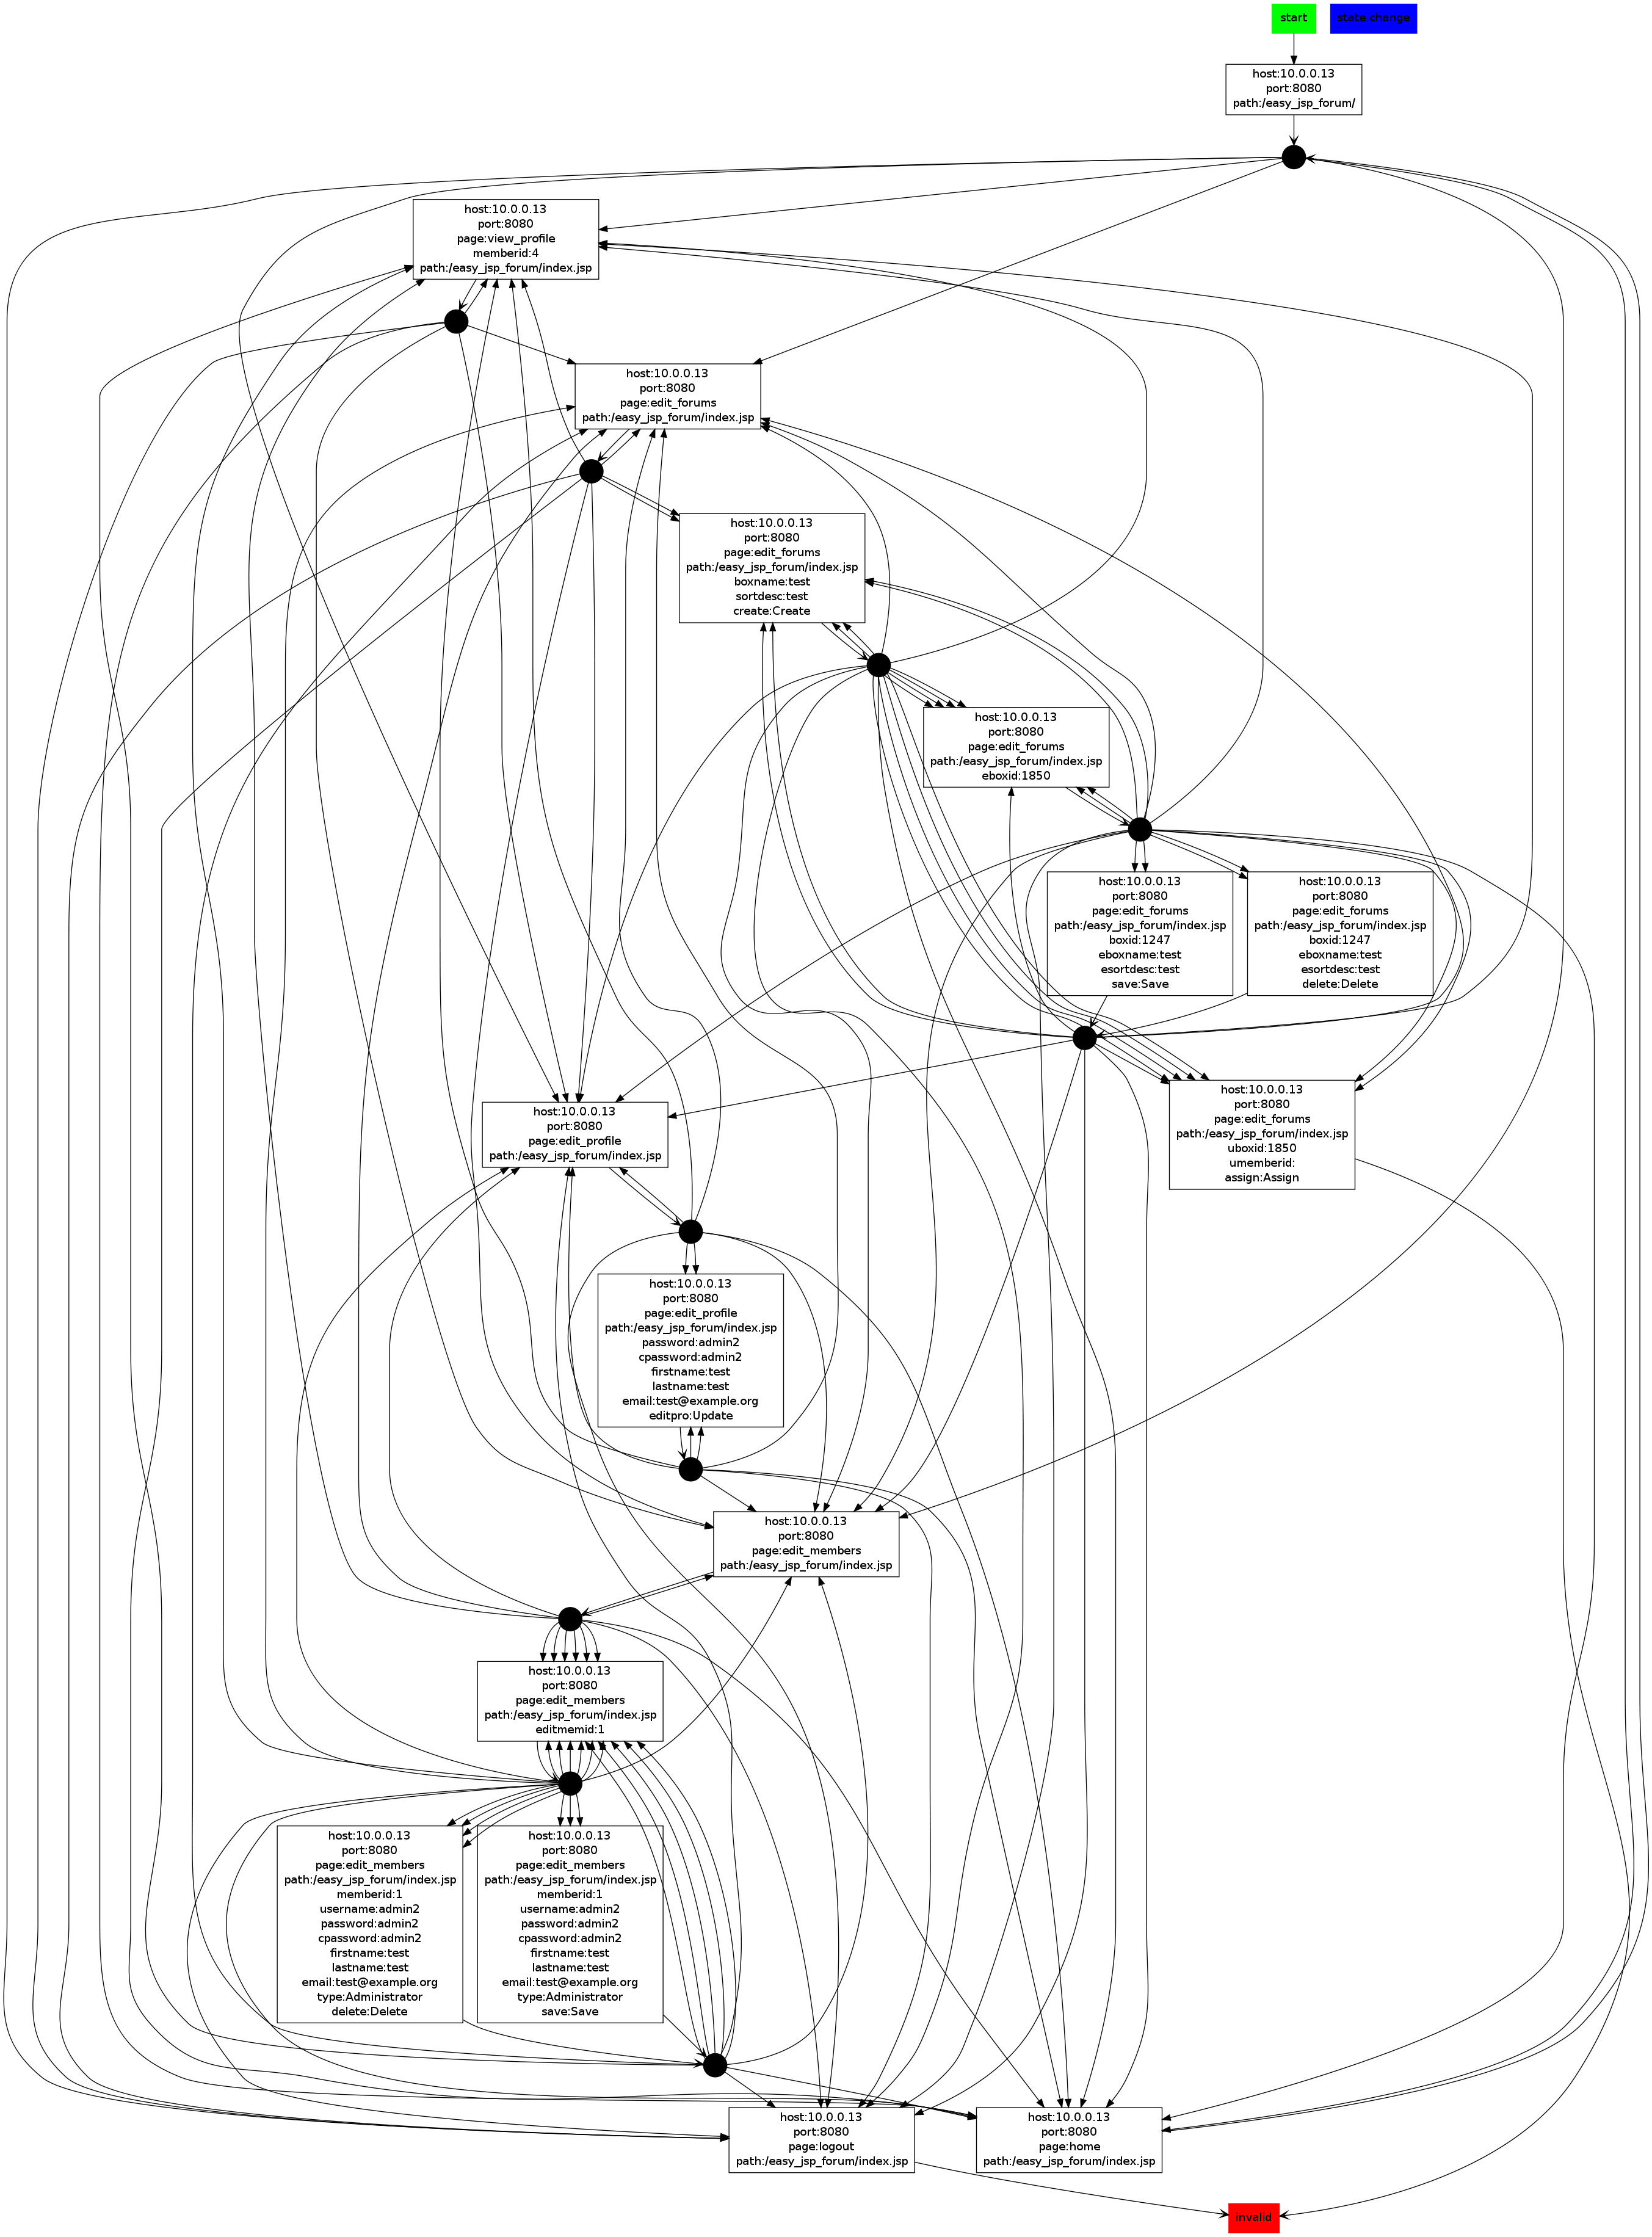 start
state change
host:10.0.0.13
port:8080
path:/easy_jsp_forum/
host:10.0.0.13
port:8080
page:view_profile
memberid:4
path:/easy_jsp_forum/index.jsp
host:10.0.0.13
port:8080
page:edit_forums
path:/easy_jsp_forum/index.jsp
host:10.0.0.13
port:8080
page:edit_forums
path:/easy_jsp_forum/index.jsp
boxname:test
sortdesc:test
create:Create
host:10.0.0.13
port:8080
page:edit_forums
path:/easy_jsp_forum/index.jsp
eboxid:1850
host:10.0.0.13
port:8080
page:edit_forums
path:/easy_jsp_forum/index.jsp
boxid:1247
eboxname:test
esortdesc:test
save:Save
host:10.0.0.13
port:8080
page:edit_forums
path:/easy_jsp_forum/index.jsp
boxid:1247
eboxname:test
esortdesc:test
delete:Delete
host:10.0.0.13
port:8080
page:edit_forums
path:/easy_jsp_forum/index.jsp
uboxid:1850
umemberid:
assign:Assign
host:10.0.0.13
port:8080
page:edit_profile
path:/easy_jsp_forum/index.jsp
host:10.0.0.13
port:8080
page:edit_profile
path:/easy_jsp_forum/index.jsp
password:admin2
cpassword:admin2
firstname:test
lastname:test
email:test@example.org
editpro:Update
host:10.0.0.13
port:8080
page:edit_members
path:/easy_jsp_forum/index.jsp
host:10.0.0.13
port:8080
page:edit_members
path:/easy_jsp_forum/index.jsp
editmemid:1
host:10.0.0.13
port:8080
page:edit_members
path:/easy_jsp_forum/index.jsp
memberid:1
username:admin2
password:admin2
cpassword:admin2
firstname:test
lastname:test
email:test@example.org
type:Administrator
delete:Delete
host:10.0.0.13
port:8080
page:edit_members
path:/easy_jsp_forum/index.jsp
memberid:1
username:admin2
password:admin2
cpassword:admin2
firstname:test
lastname:test
email:test@example.org
type:Administrator
save:Save
host:10.0.0.13
port:8080
page:logout
path:/easy_jsp_forum/index.jsp
host:10.0.0.13
port:8080
page:home
path:/easy_jsp_forum/index.jsp
invalid